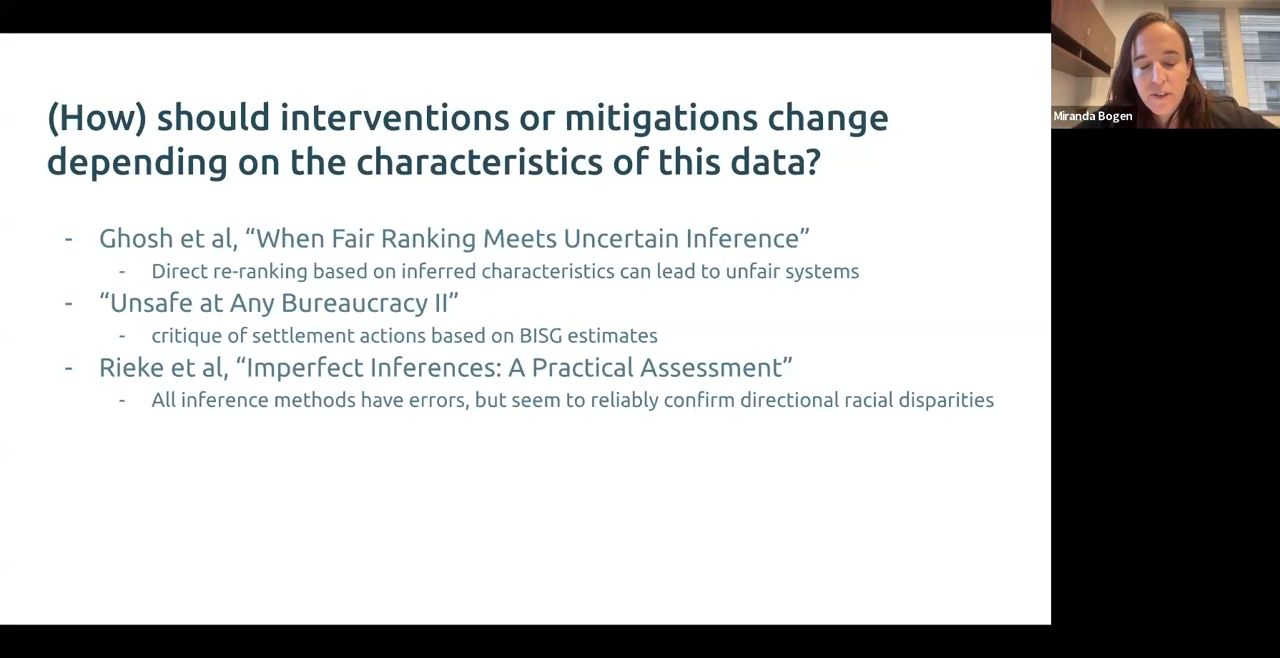 (How) should interventions or mitigations change
depending on the characteristics of this data?
- Ghosh et al, “When Fair Ranking Meets Uncertain Inference”
- Direct re-ranking based on inferred characteristics can lead to unfair systems
- “Unsafe at Any Bureaucracy II”
- critique of settlement actions based on BISG estimates
- Rieke et al, “Imperfect Inferences: A Practical Assessment”
- All inference methods have errors, but seem to reliably confirm directional racial disparities
Miranda Bogen